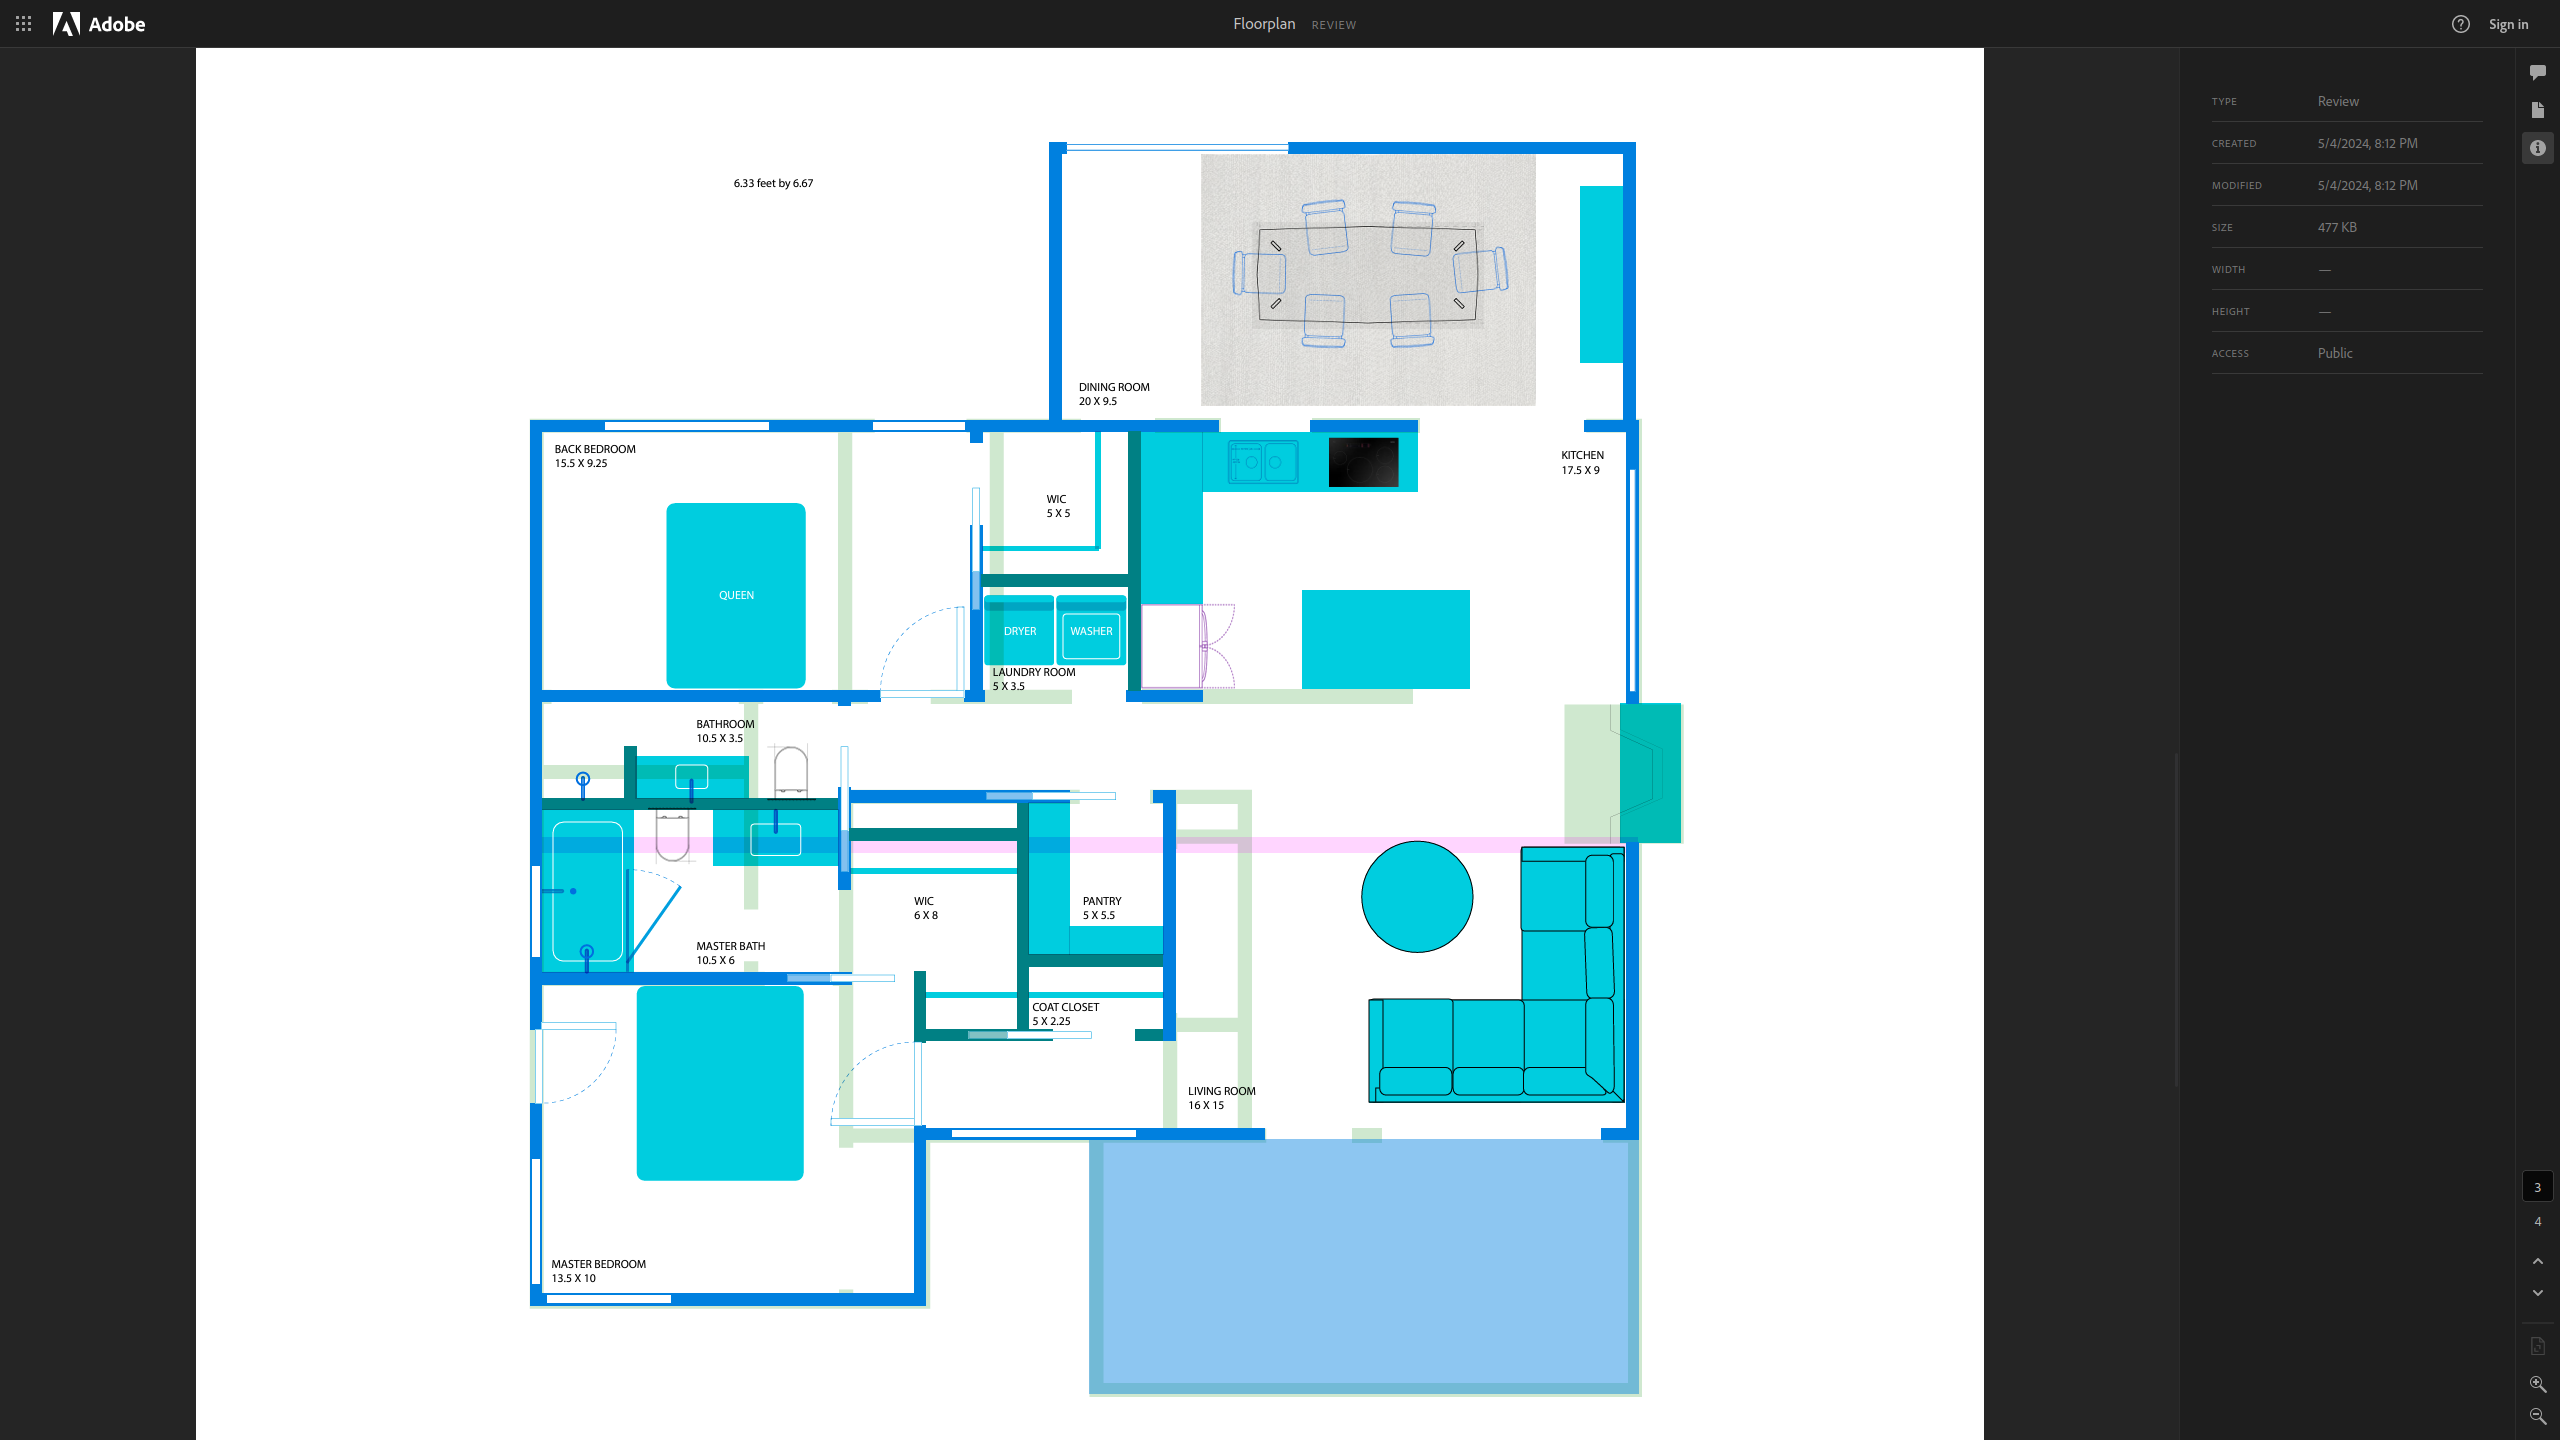 Adobe
Floorplan REVIEW
Sign in
TYPE Review
CREATED 5/4/2024, 8:12 PM
MODIFIED 5/4/2024, 8:12 PM
SIZE 477 KB
WIDTH —
HEIGHT —
ACCESS Public
6.33 feet by 6.67
DINING ROOM
20 X 9.5
BACK BEDROOM
15.5 X 9.25
KITCHEN
17.5 X 9
WIC
5 X 5
QUEEN
DRYER
WASHER
LAUNDRY ROOM
5 X 3.5
BATHROOM
10.5 X 3.5
WIC
6 X 8
PANTRY
5 X 5.5
MASTER BATH
10.5 X 6
COAT CLOSET
5 X 2.25
LIVING ROOM
16 X 15
MASTER BEDROOM
13.5 X 10
3
4